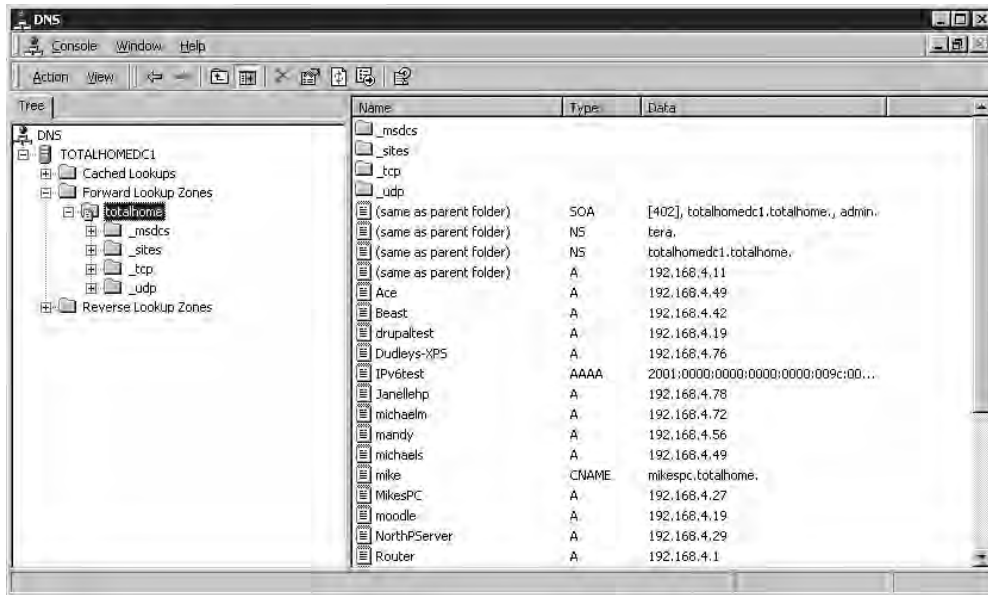 DNS
Console Window Help
Action View
Tree
DNS
TOTALHOMEDC1
Cached Lookups
Forward Lookup Zones
totalhome
_msdcs
_sites
_tcp
_udp
Reverse Lookup Zones
Name Type Data
_msdcs
_sites
_tcp
_udp
(same as parent folder) SOA [402], totalhomedc1.totalhome., admin.
(same as parent folder) NS tera.
(same as parent folder) NS totalhomedc1.totalhome.
(same as parent folder) A 192.168.4.11
Ace A 192.168.4.49
Beast A 192.168.4.42
drupaltest A 192.168.4.19
Dudleys-XPS A 192.168.4.76
IPv6test AAAA 2001:0000:0000:0000:0000:009c:00...
Janellehp A 192.168.4.78
michaelm A 192.168.4.72
mandy A 192.168.4.56
michaels A 192.168.4.49
mike CNAME mikespc.totalhome.
MikesPC A 192.168.4.27
moodle A 192.168.4.19
NorthPServer A 192.168.4.29
Router A 192.168.4.1